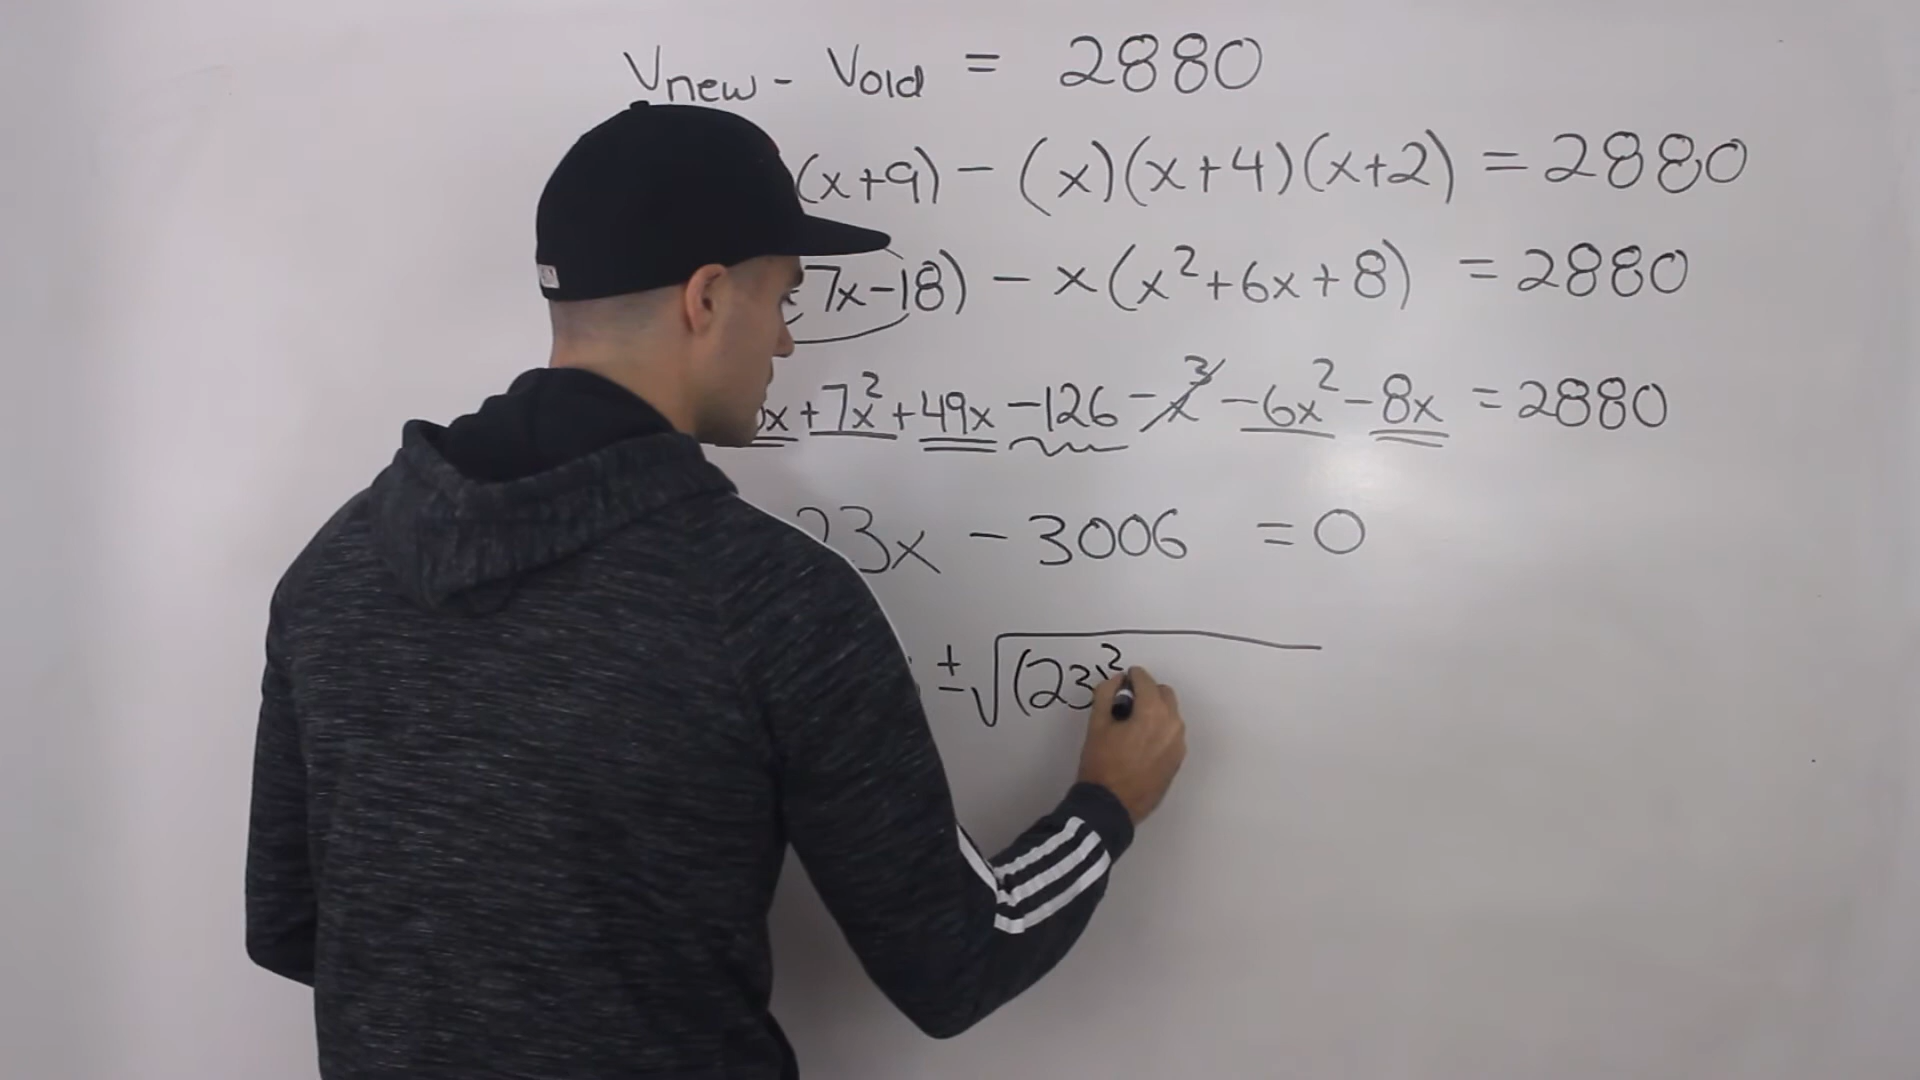 Vnew - Vold = 2880
(x+9) - (x)(x+4)(x+2) = 2880
7x-18) - x(x²+6x+8) = 2880
x +7x² +49x -126 -x³ -6x² -8x = 2880
23x - 3006 = 0
± √(23)²